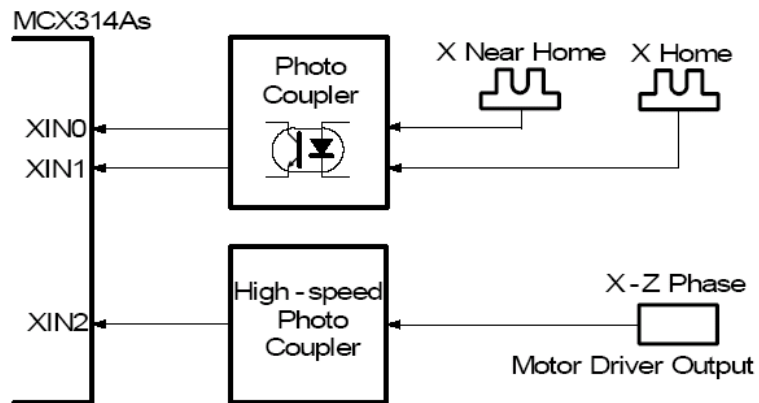 MCX314As
XIN0
XIN1
XIN2
Photo
Coupler
X Near Home
X Home
High - speed
Photo
Coupler
X - Z Phase
Motor Driver Output